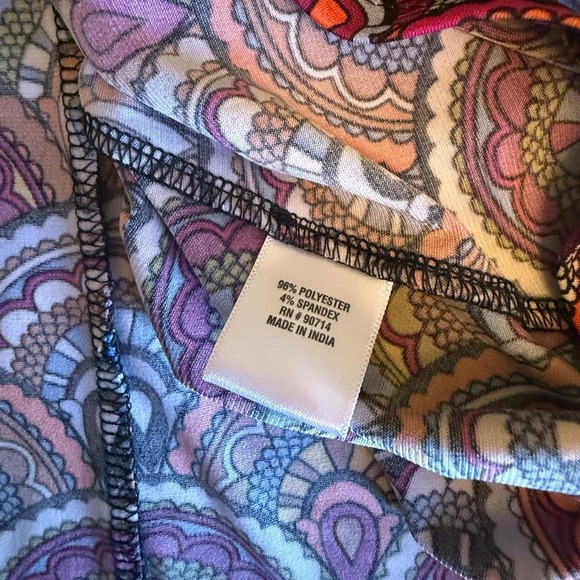 96% POLYESTER
4% SPANDEX
RN # 90714
MADE IN INDIA